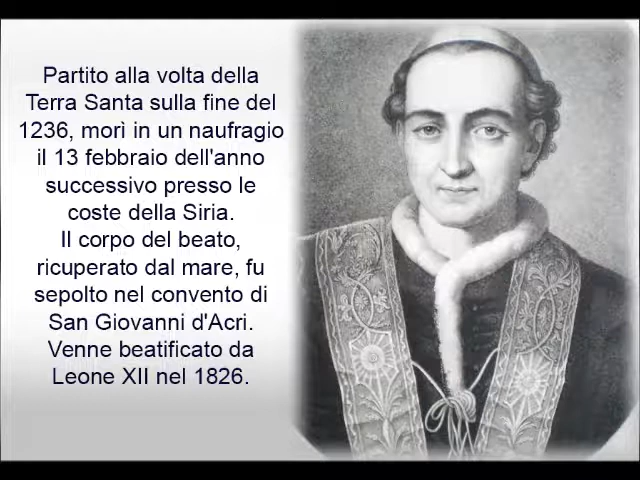 Partito alla volta della
Terra Santa sulla fine del
1236, morì in un naufragio
il 13 febbraio dell'anno
successivo presso le
coste della Siria.
Il corpo del beato,
ricuperato dal mare, fu
sepolto nel convento di
San Giovanni d'Acri.
Venne beatificato da
Leone XII nel 1826.